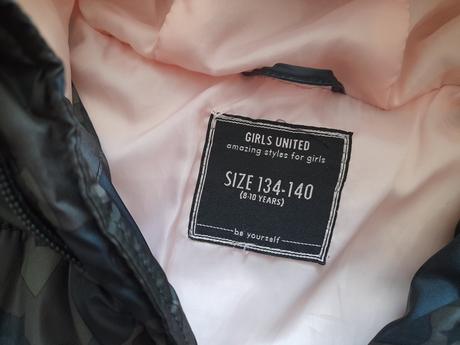 GIRLS UNITED
amazing styles for girls
SIZE 134-140
(8-10 YEARS)
be yourself